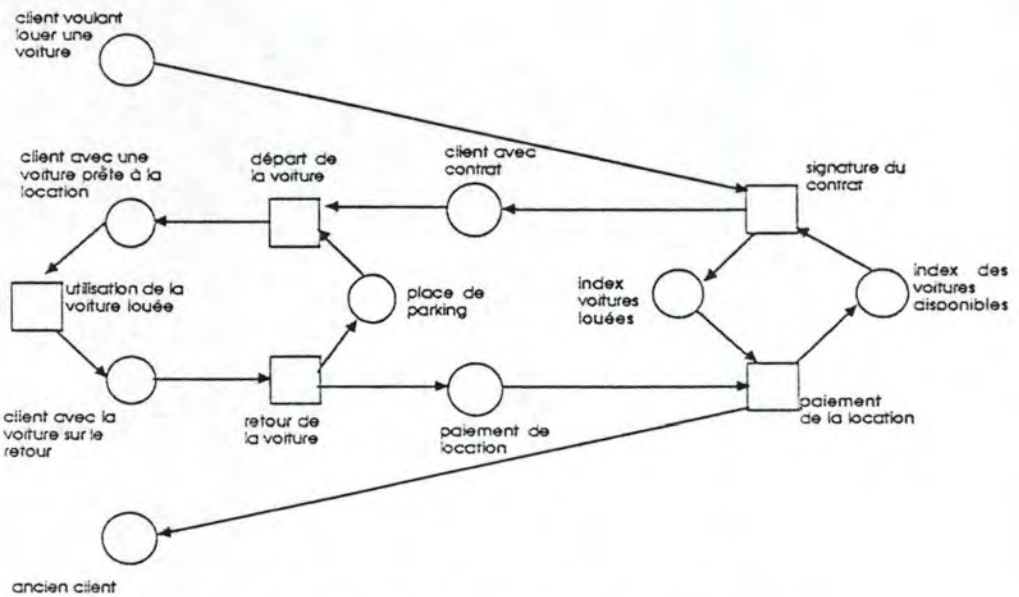 client voulant
louer une
voiture
client avec une
voiture prête à la
location
départ de
la voiture
client avec
contrat
signature du
contrat
utilisation de la
voiture louée
place de
parking
index
voitures
louées
index des
voitures
disponibles
client avec la
voiture sur le
retour
retour de
la voiture
paiement de
location
paiement
de la location
ancien client